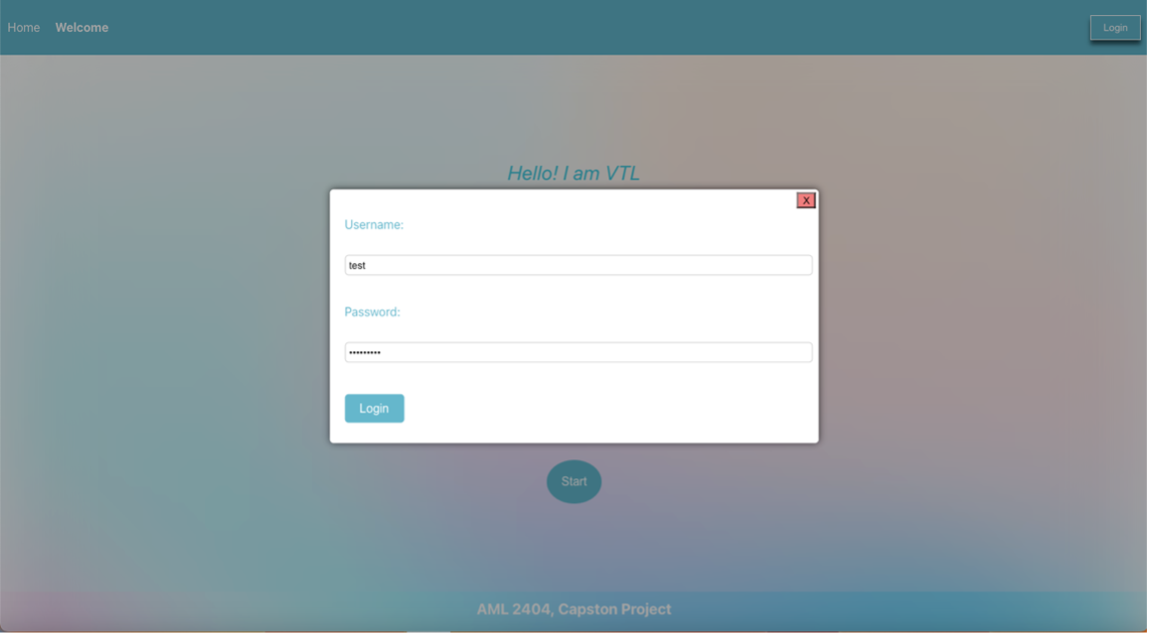 Home Welcome Login
Hello! I am VTL
X
Username:
test
Password:
•••••••••
Login
Start
AML 2404, Capston Project